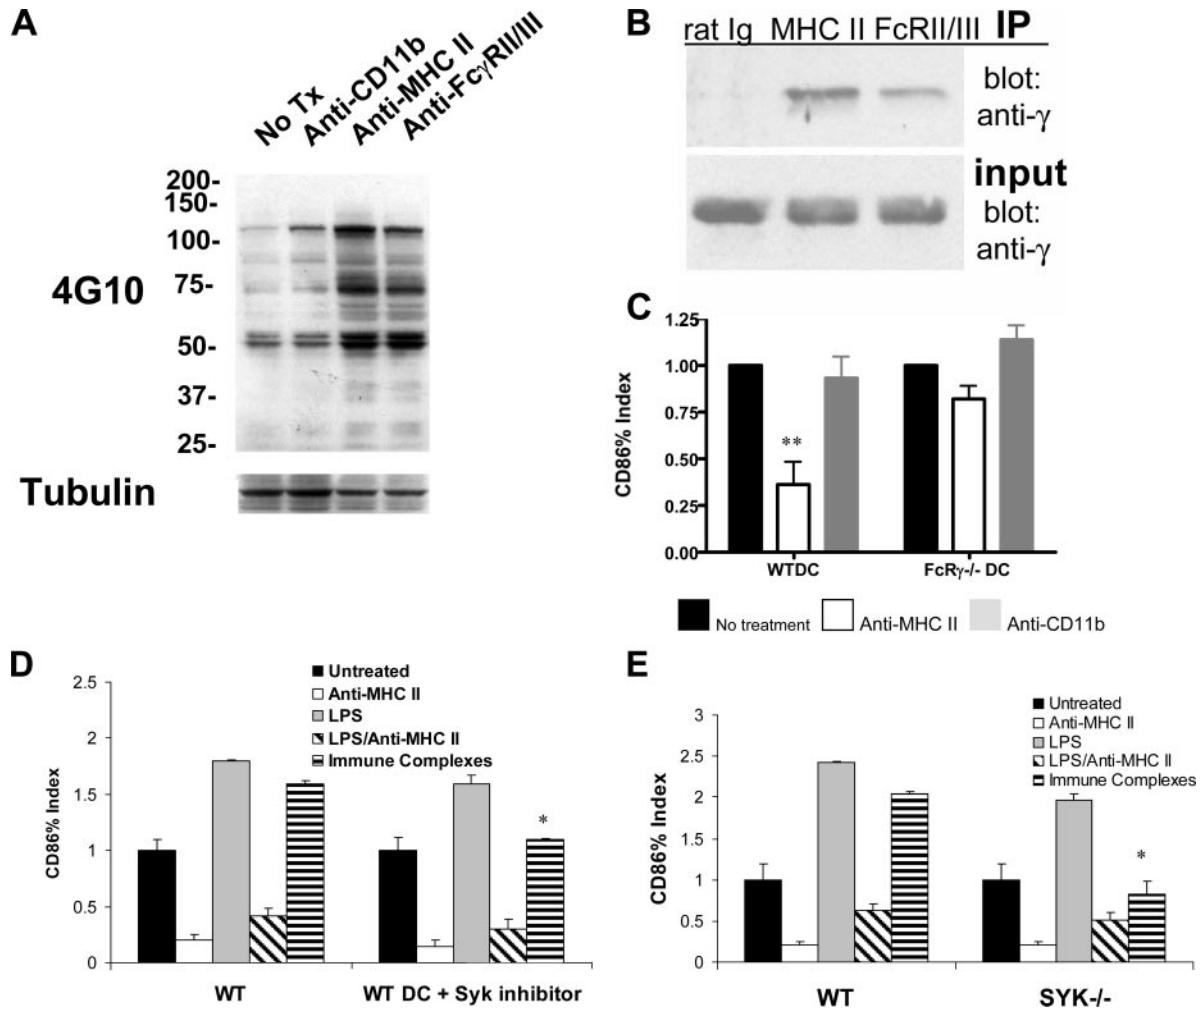 A
No Tx
Anti-CD11b
Anti-MHC II
Anti-FcγRII/III
200-
150-
100-
75-
50-
37-
25-
4G10
Tubulin
B
rat Ig MHC II FcRII/III IP
blot:
anti-γ
input
blot:
anti-γ
C
CD86% Index
1.25
1.00
0.75
0.50
0.25
0.00
**
WTDC
FcRγ-/- DC
No treatment
Anti-MHC II
Anti-CD11b
D
Untreated
Anti-MHC II
LPS
LPS/Anti-MHC II
Immune Complexes
CD86% Index
2.5
2
1.5
1
0.5
0
*
WT
WT DC + Syk inhibitor
E
Untreated
Anti-MHC II
LPS
LPS/Anti-MHC II
Immune Complexes
CD86% Index
3
2.5
2
1.5
1
0.5
0
*
WT
SYK-/-